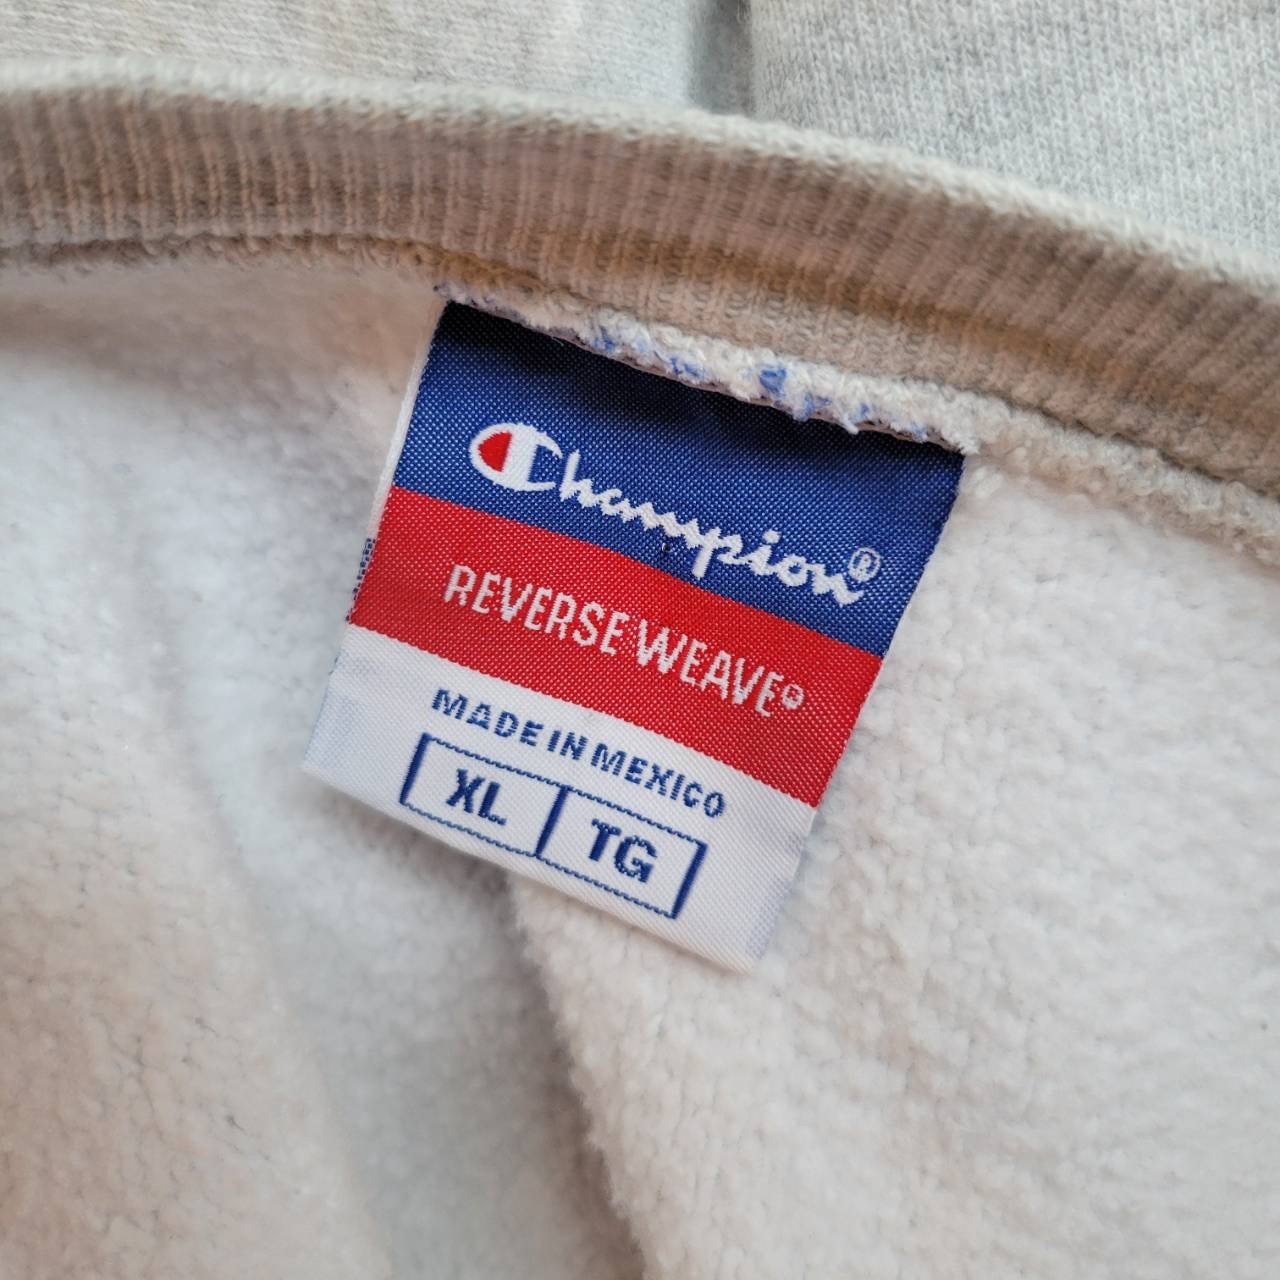 Champion®
REVERSE WEAVE®
MADE IN MEXICO
XL TG